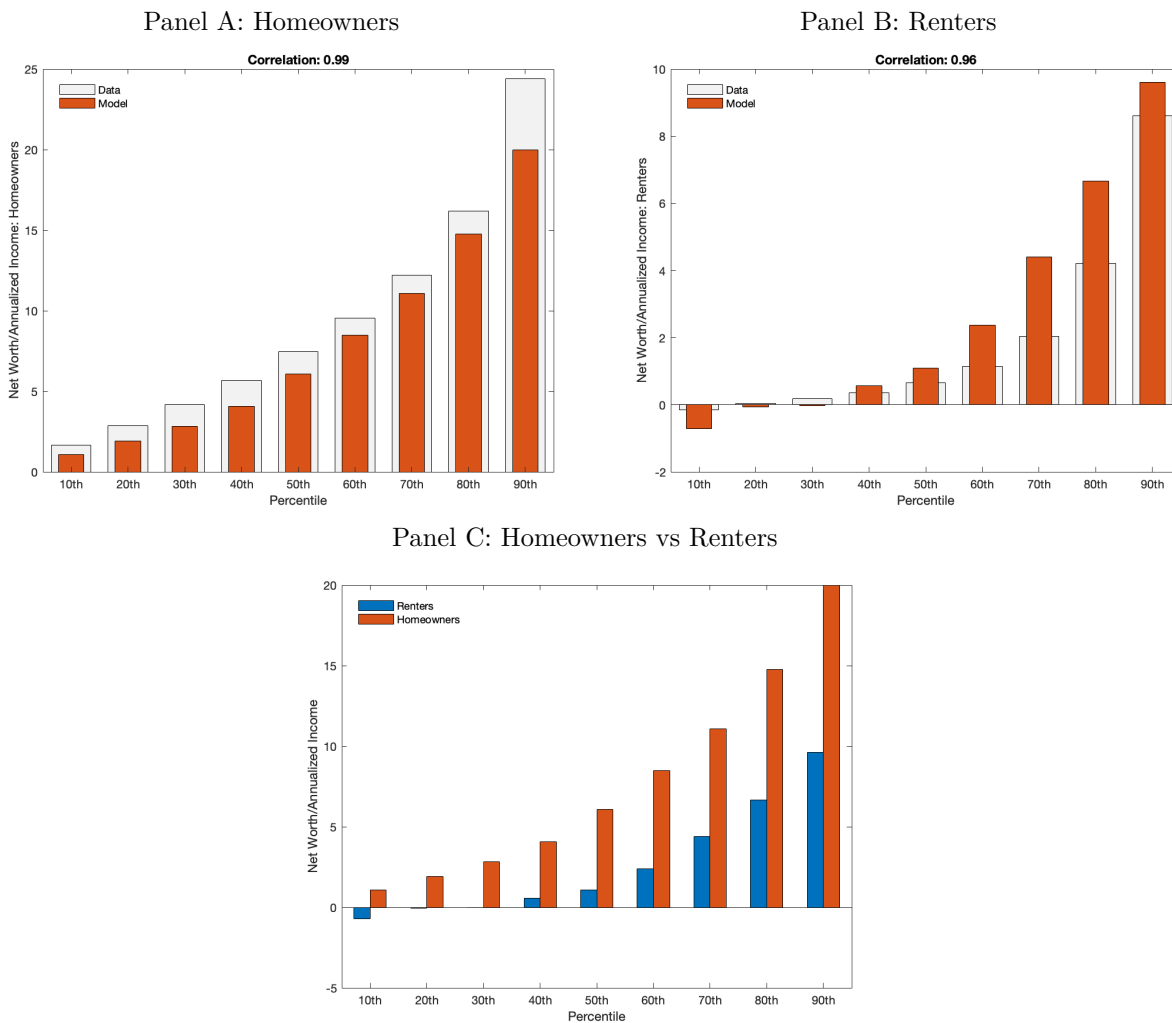 Panel A: Homeowners
Correlation: 0.99
Data
Model
Net Worth/Annualized Income: Homeowners
25
20
15
10
5
0
10th 20th 30th 40th 50th 60th 70th 80th 90th
Percentile
Panel B: Renters
Correlation: 0.96
Data
Model
Net Worth/Annualized Income: Renters
10
8
6
4
2
0
-2
10th 20th 30th 40th 50th 60th 70th 80th 90th
Percentile
Panel C: Homeowners vs Renters
Renters
Homeowners
Net Worth/Annualized Income
20
15
10
5
0
-5
10th 20th 30th 40th 50th 60th 70th 80th 90th
Percentile